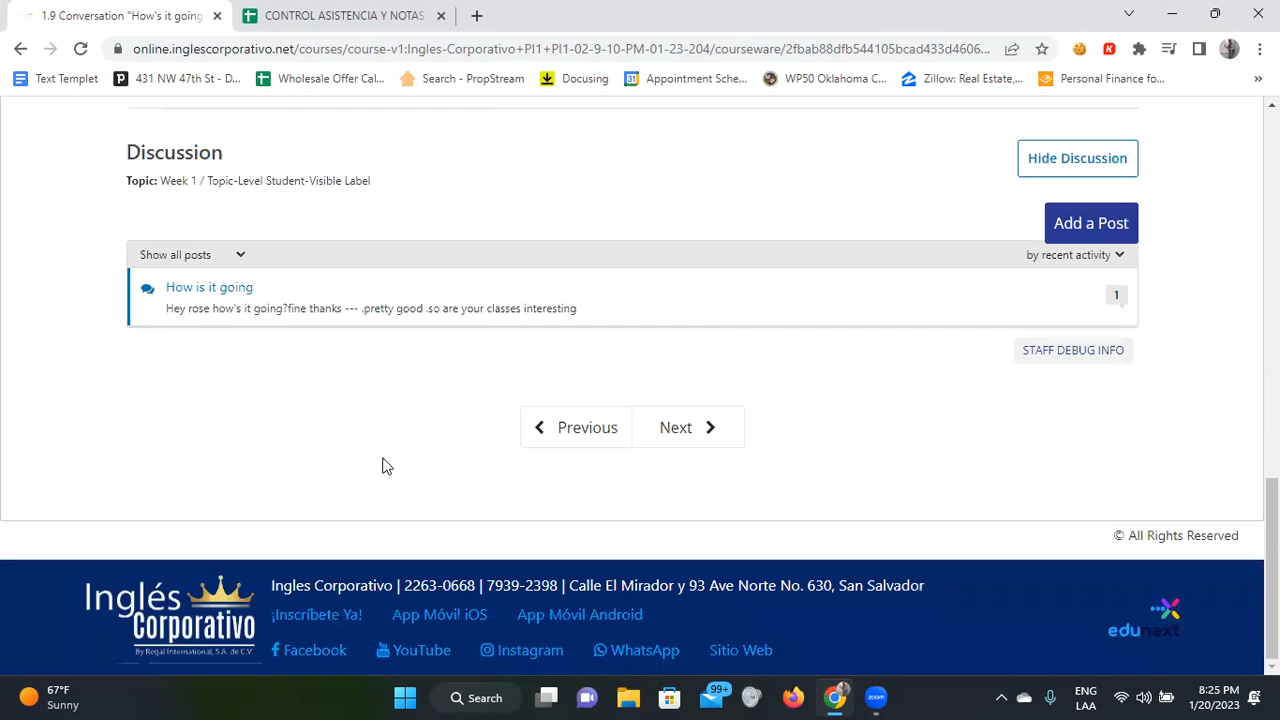 1.9 Conversation "How's it going
CONTROL ASISTENCIA Y NOTAS
online.inglescorporativo.net/courses/course-v1:Ingles-Corporativo+PI1+PI1-02-9-10-PM-01-23-204/courseware/2fbab88dfb544105bcad433d4606...
Text Templet
431 NW 47th St - D...
Wholesale Offer Cal...
Search - PropStream
Docusing
Appointment Sche...
WP50 Oklahoma C...
Zillow: Real Estate,...
Personal Finance fo...
»
Discussion
Hide Discussion
Topic: Week 1 / Topic-Level Student-Visible Label
Add a Post
Show all posts
by recent activity
How is it going
1
Hey rose how's it going?fine thanks --- .pretty good .so are your classes interesting
STAFF DEBUG INFO
Previous
Next
© All Rights Reserved
Inglés
Corporativo
By Regal International, S.A. de C.V.
Ingles Corporativo | 2263-0668 | 7939-2398 | Calle El Mirador y 93 Ave Norte No. 630, San Salvador
¡Inscríbete Ya!
App Móvil iOS
App Móvil Android
Facebook
YouTube
Instagram
WhatsApp
Sitio Web
edunext
67°F
Sunny
Search
99+
ENG
LAA
8:25 PM
1/20/2023